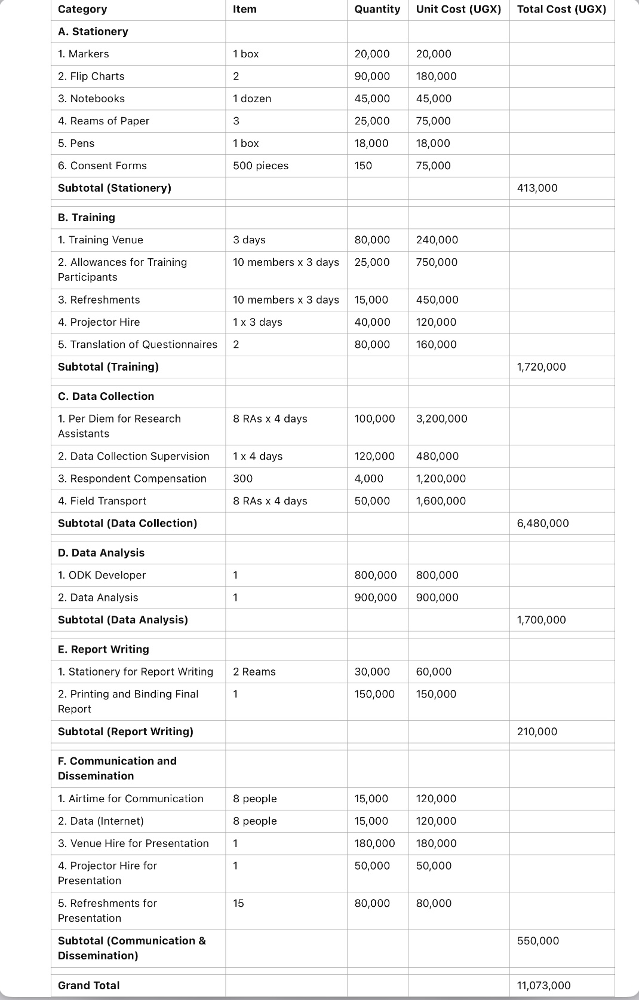 Category Item Quantity Unit Cost (UGX) Total Cost (UGX)
A. Stationery
1. Markers 1 box 20,000 20,000
2. Flip Charts 2 90,000 180,000
3. Notebooks 1 dozen 45,000 45,000
4. Reams of Paper 3 25,000 75,000
5. Pens 1 box 18,000 18,000
6. Consent Forms 500 pieces 150 75,000
Subtotal (Stationery) 413,000
B. Training
1. Training Venue 3 days 80,000 240,000
2. Allowances for Training 10 members x 3 days 25,000 750,000
Participants
3. Refreshments 10 members x 3 days 15,000 450,000
4. Projector Hire 1 x 3 days 40,000 120,000
5. Translation of Questionnaires 2 80,000 160,000
Subtotal (Training) 1,720,000
C. Data Collection
1. Per Diem for Research 8 RAs x 4 days 100,000 3,200,000
Assistants
2. Data Collection Supervision 1 x 4 days 120,000 480,000
3. Respondent Compensation 300 4,000 1,200,000
4. Field Transport 8 RAs x 4 days 50,000 1,600,000
Subtotal (Data Collection) 6,480,000
D. Data Analysis
1. ODK Developer 1 800,000 800,000
2. Data Analysis 1 900,000 900,000
Subtotal (Data Analysis) 1,700,000
E. Report Writing
1. Stationery for Report Writing 2 Reams 30,000 60,000
2. Printing and Binding Final 1 150,000 150,000
Report
Subtotal (Report Writing) 210,000
F. Communication and
Dissemination
1. Airtime for Communication 8 people 15,000 120,000
2. Data (Internet) 8 people 15,000 120,000
3. Venue Hire for Presentation 1 180,000 180,000
4. Projector Hire for 1 50,000 50,000
Presentation
5. Refreshments for 15 80,000 80,000
Presentation
Subtotal (Communication & 550,000
Dissemination)
Grand Total 11,073,000